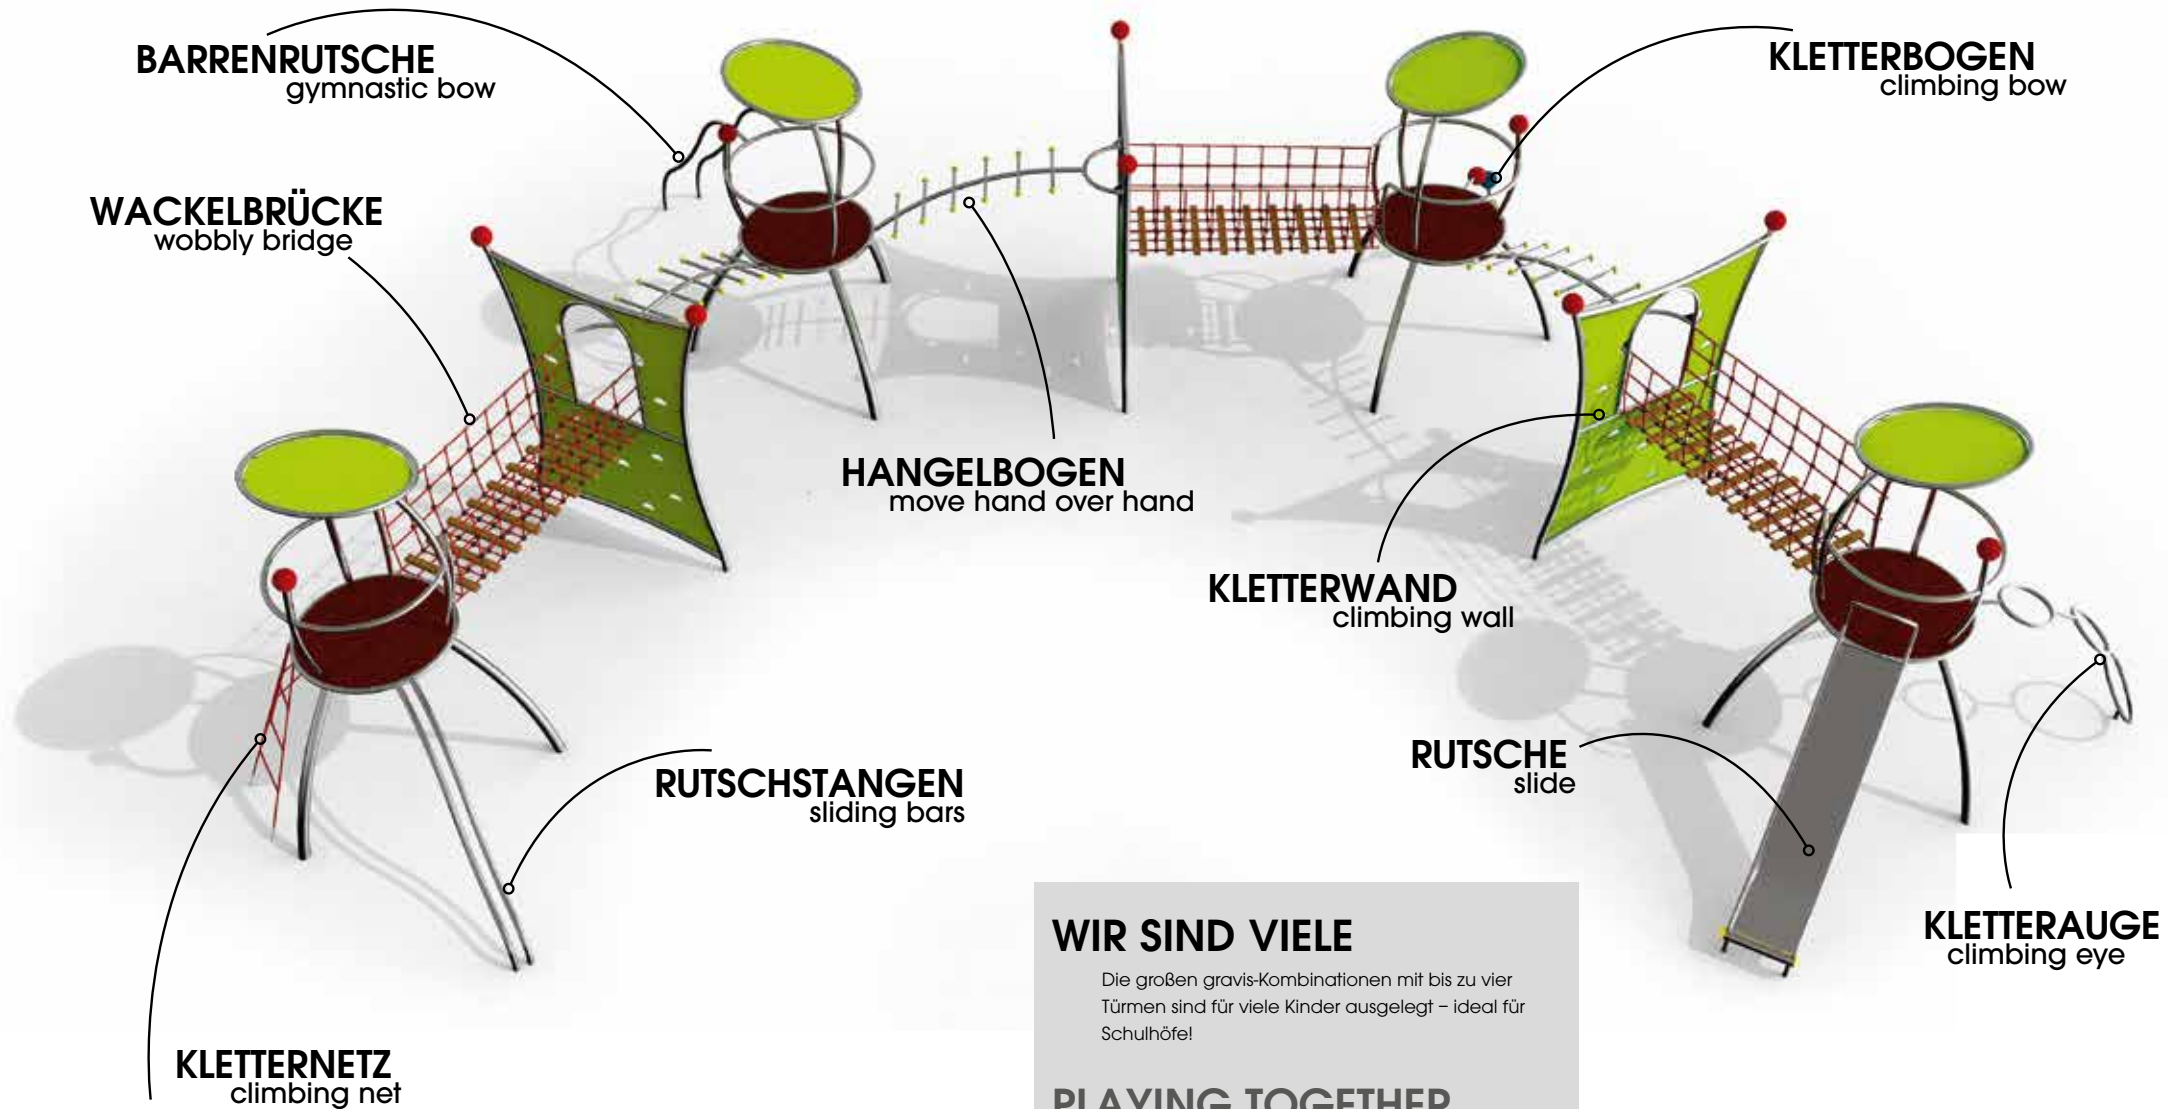 BARRENRUTSCHE
gymnastic bow
KLETTERBOGEN
climbing bow
WACKELBRÜCKE
wobbly bridge
HANGELBOGEN
move hand over hand
KLETTERWAND
climbing wall
RUTSCHSTANGEN
sliding bars
RUTSCHE
slide
KLETTERAUGE
climbing eye
KLETTERNETZ
climbing net
WIR SIND VIELE
Die großen gravis-Kombinationen mit bis zu vier
Türmen sind für viele Kinder ausgelegt – ideal für
Schulhöfe!
PLAYING TOGETHER